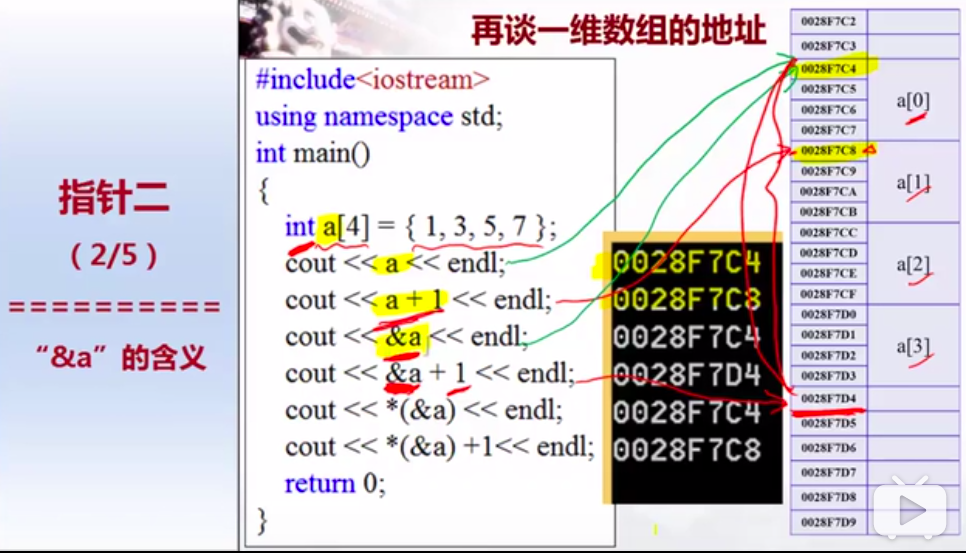 再谈一维数组的地址
指针二
（2/5）
===========
“&a”的含义
#include<iostream>
using namespace std;
int main()
{
int a[4] = { 1, 3, 5, 7 };
cout << a << endl;
cout << a + 1 << endl;
cout << &a << endl;
cout << &a + 1 << endl;
cout << *(&a) << endl;
cout << *(&a) +1<< endl;
return 0;
}
0028F7C4
0028F7C8
0028F7C4
0028F7D4
0028F7C4
0028F7C8
0028F7C2
0028F7C3
0028F7C4
0028F7C5
a[0]
0028F7C6
0028F7C7
0028F7C8
0028F7C9
a[1]
0028F7CA
0028F7CB
0028F7CC
0028F7CD
a[2]
0028F7CE
0028F7CF
0028F7D0
0028F7D1
a[3]
0028F7D2
0028F7D3
0028F7D4
0028F7D5
0028F7D6
0028F7D7
0028F7D8
0028F7D9